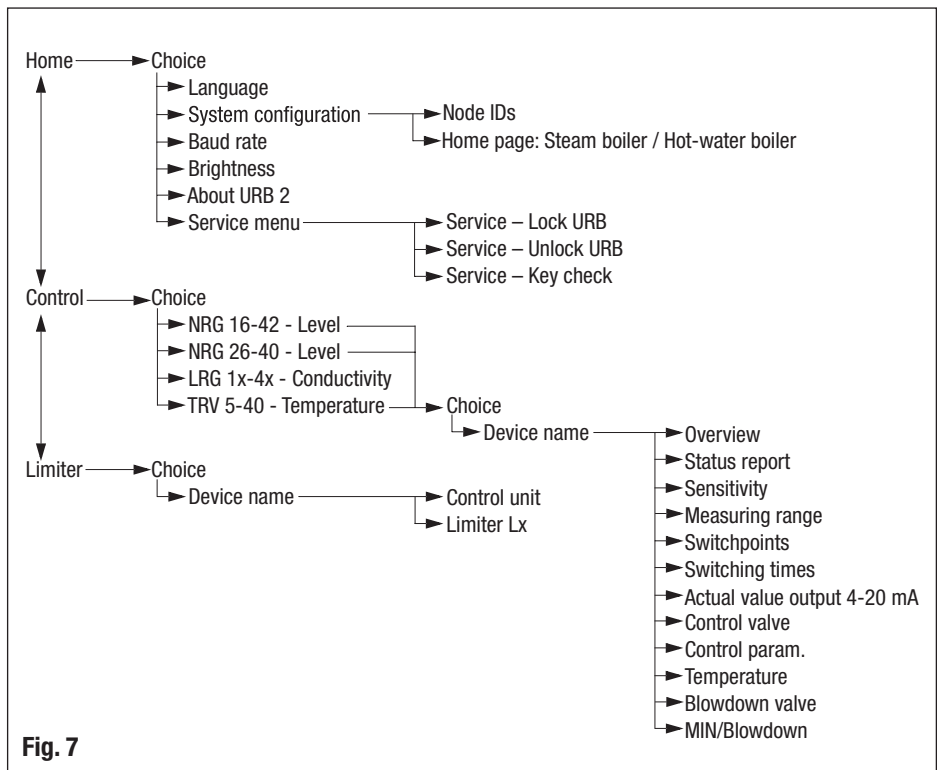 Home Choice
Language
System configuration Node IDs
Baud rate Home page: Steam boiler / Hot-water boiler
Brightness
About URB 2
Service menu Service – Lock URB
Service – Unlock URB
Service – Key check
Control Choice
NRG 16-42 - Level
NRG 26-40 - Level
LRG 1x-4x - Conductivity
TRV 5-40 - Temperature Choice
Device name Overview
Status report
Limiter Choice
Device name Control unit
Limiter Lx
Sensitivity
Measuring range
Switchpoints
Switching times
Actual value output 4-20 mA
Control valve
Control param.
Temperature
Blowdown valve
MIN/Blowdown
Fig. 7